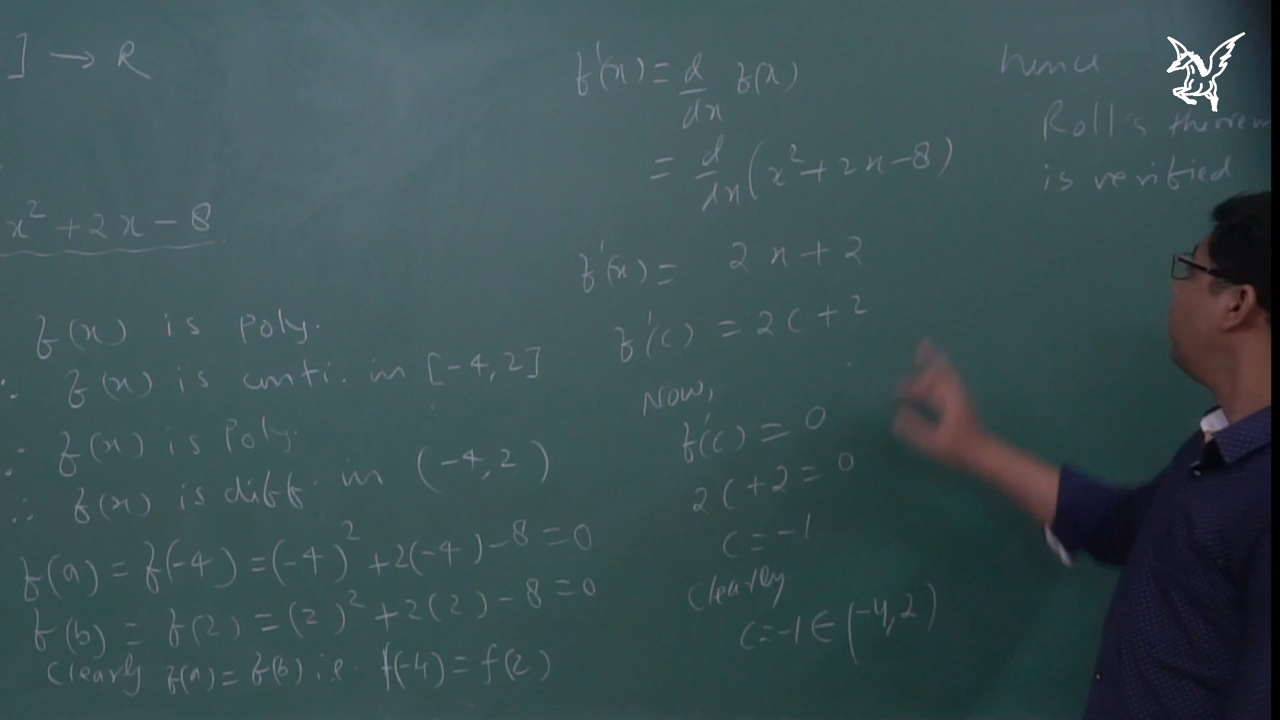 ] → R
x² + 2x - 8
f(x) is poly.
∴ f(x) is conti. in [-4, 2]
∴ f(x) is Poly.
∴ f(x) is diff. in (-4, 2)
f(a) = f(-4) = (-4)² + 2(-4) - 8 = 0
f(b) = f(2) = (2)² + 2(2) - 8 = 0
Clearly f(a) = f(b) i.e. f(-4) = f(2)
f'(x) = d/dx f(x)
= d/dx (x² + 2x - 8)
f'(x) = 2x + 2
f'(c) = 2c + 2
Now,
f'(c) = 0
2c + 2 = 0
c = -1
Clearly
c = -1 ∈ (-4, 2)
hence
Roll's theorem
is verified